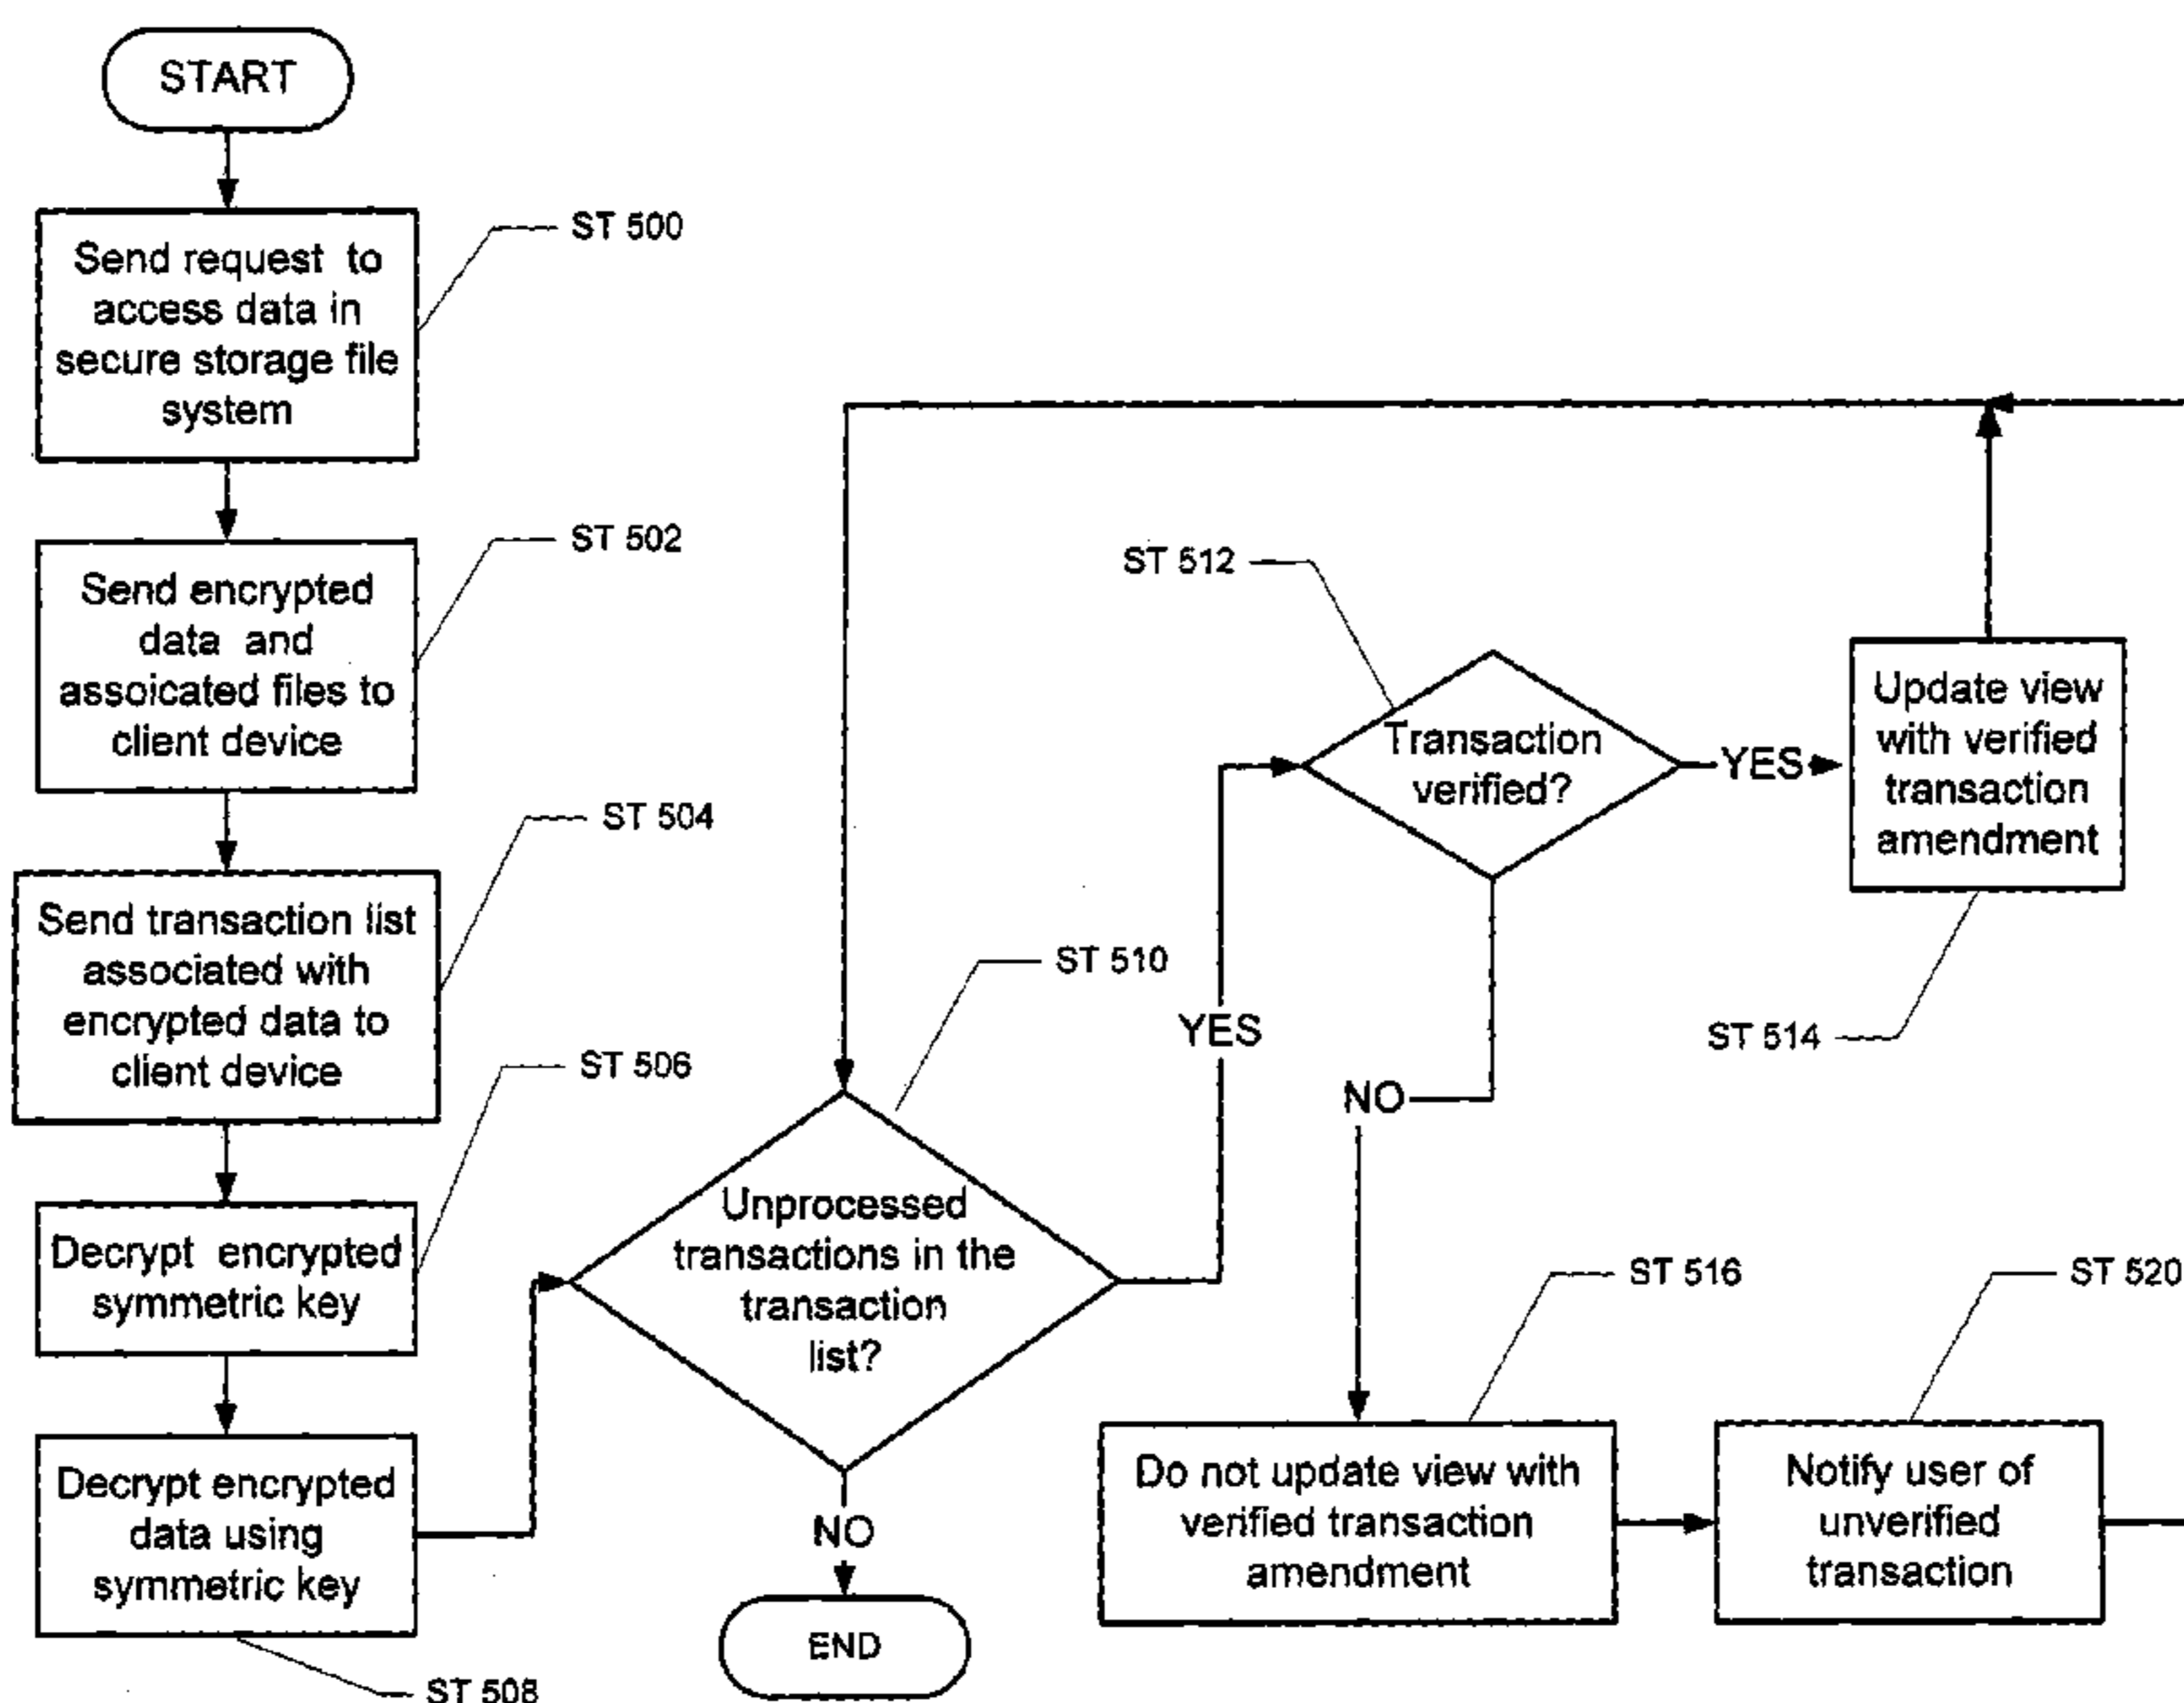 START
Send request to
access data in
secure storage file
system
ST 500
Send encrypted
data and
assoicated files to
client device
ST 502
Send transaction list
associated with
encrypted data to
client device
ST 504
Decrypt encrypted
symmetric key
ST 506
Decrypt encrypted
data using
symmetric key
ST 508
Unprocessed
transactions in the
transaction
list?
ST 510
YES
NO
END
Transaction
verified?
ST 512
YES
NO
Update view
with verified
transaction
amendment
ST 514
Do not update view with
verified transaction
amendment
ST 516
Notify user of
unverified
transaction
ST 520